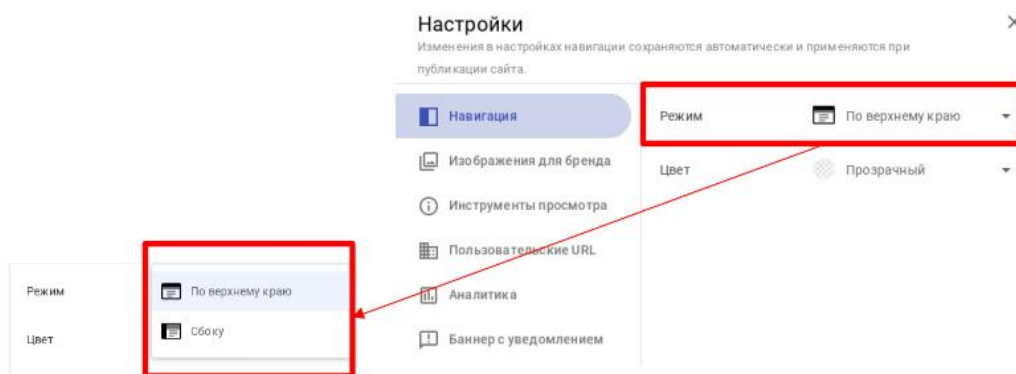 Настройки
Изменения в настройках навигации сохраняются автоматически и применяются при
публикации сайта.
Навигация
Режим
По верхнему краю
Изображения для бренда
Цвет
Прозрачный
Инструменты просмотра
Пользовательские URL
Аналитика
Баннер с уведомлением
Режим
По верхнему краю
Цвет
Сбоку